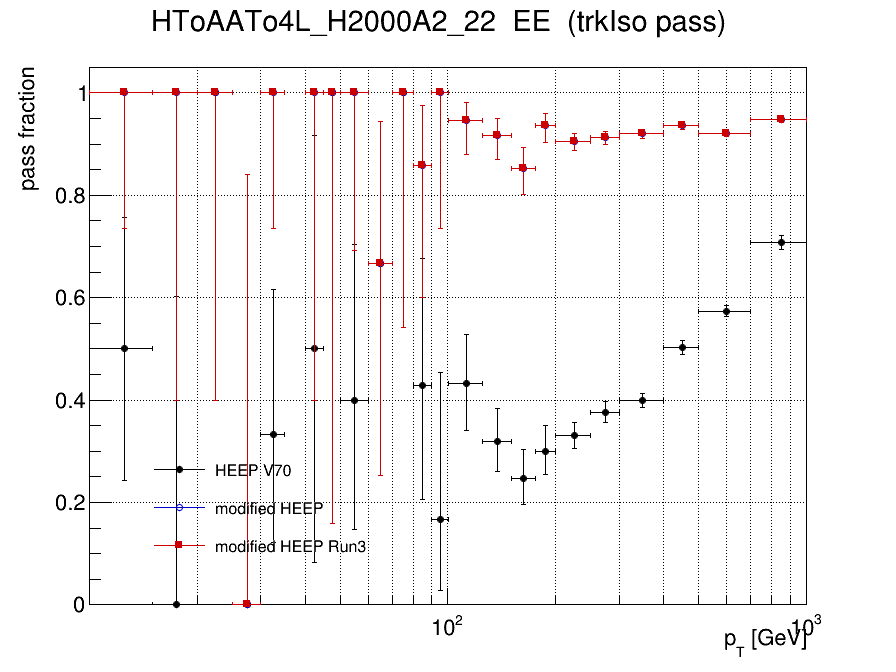 HToAATo4L_H2000A2_22 EE (trkIso pass)
pass fraction
1
0.8
0.6
0.4
0.2
0
HEEP V70
modified HEEP
modified HEEP Run3
10²
10³
p_T [GeV]